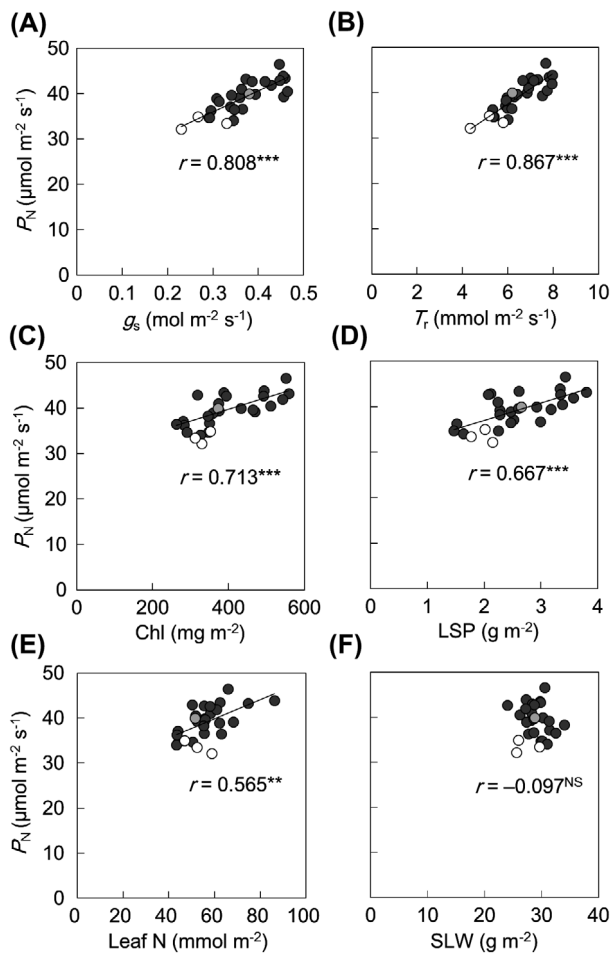 (A)
(B)
50
40
30
20
10
0
P_N (μmol m⁻² s⁻¹)
r = 0.808***
r = 0.867***
0 0.1 0.2 0.3 0.4 0.5
0 2 4 6 8 10
g_s (mol m⁻² s⁻¹)
T_r (mmol m⁻² s⁻¹)
(C)
(D)
50
40
30
20
10
0
P_N (μmol m⁻² s⁻¹)
r = 0.713***
r = 0.667***
200 400 600
0 1 2 3 4
Chl (mg m⁻²)
LSP (g m⁻²)
(E)
(F)
50
40
30
20
10
0
P_N (μmol m⁻² s⁻¹)
r = 0.565**
r = –0.097ᴺˢ
0 20 40 60 80 100
0 10 20 30 40
Leaf N (mmol m⁻²)
SLW (g m⁻²)